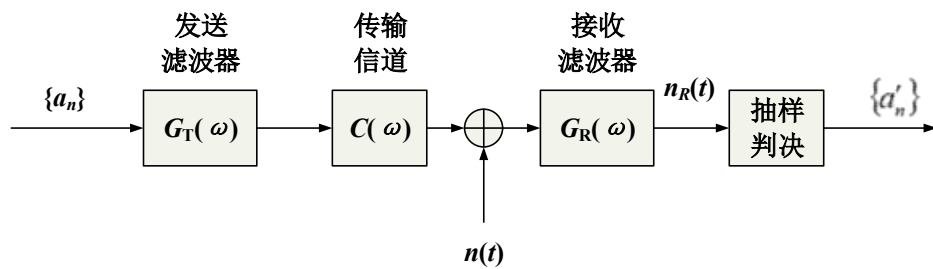 发送
滤波器
传输
信道
接收
滤波器
{aₙ}
G_T(ω)
C(ω)
G_R(ω)
n_R(t)
抽样
判决
{a′ₙ}
n(t)